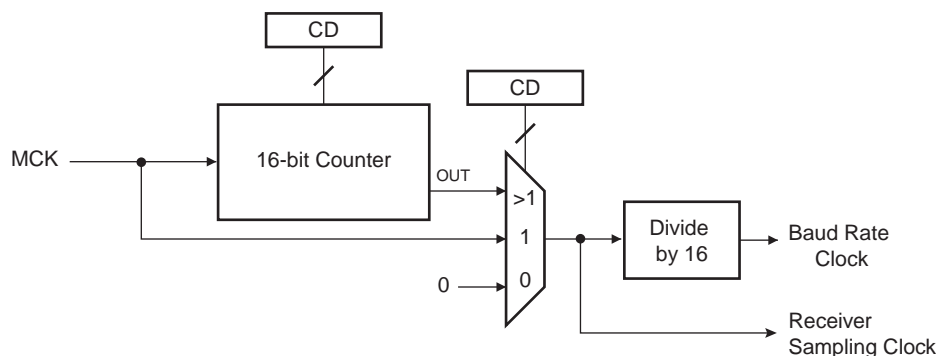 CD
CD
MCK
16-bit Counter
OUT
>1
1
0
0
Divide
by 16
Baud Rate
Clock
Receiver
Sampling Clock